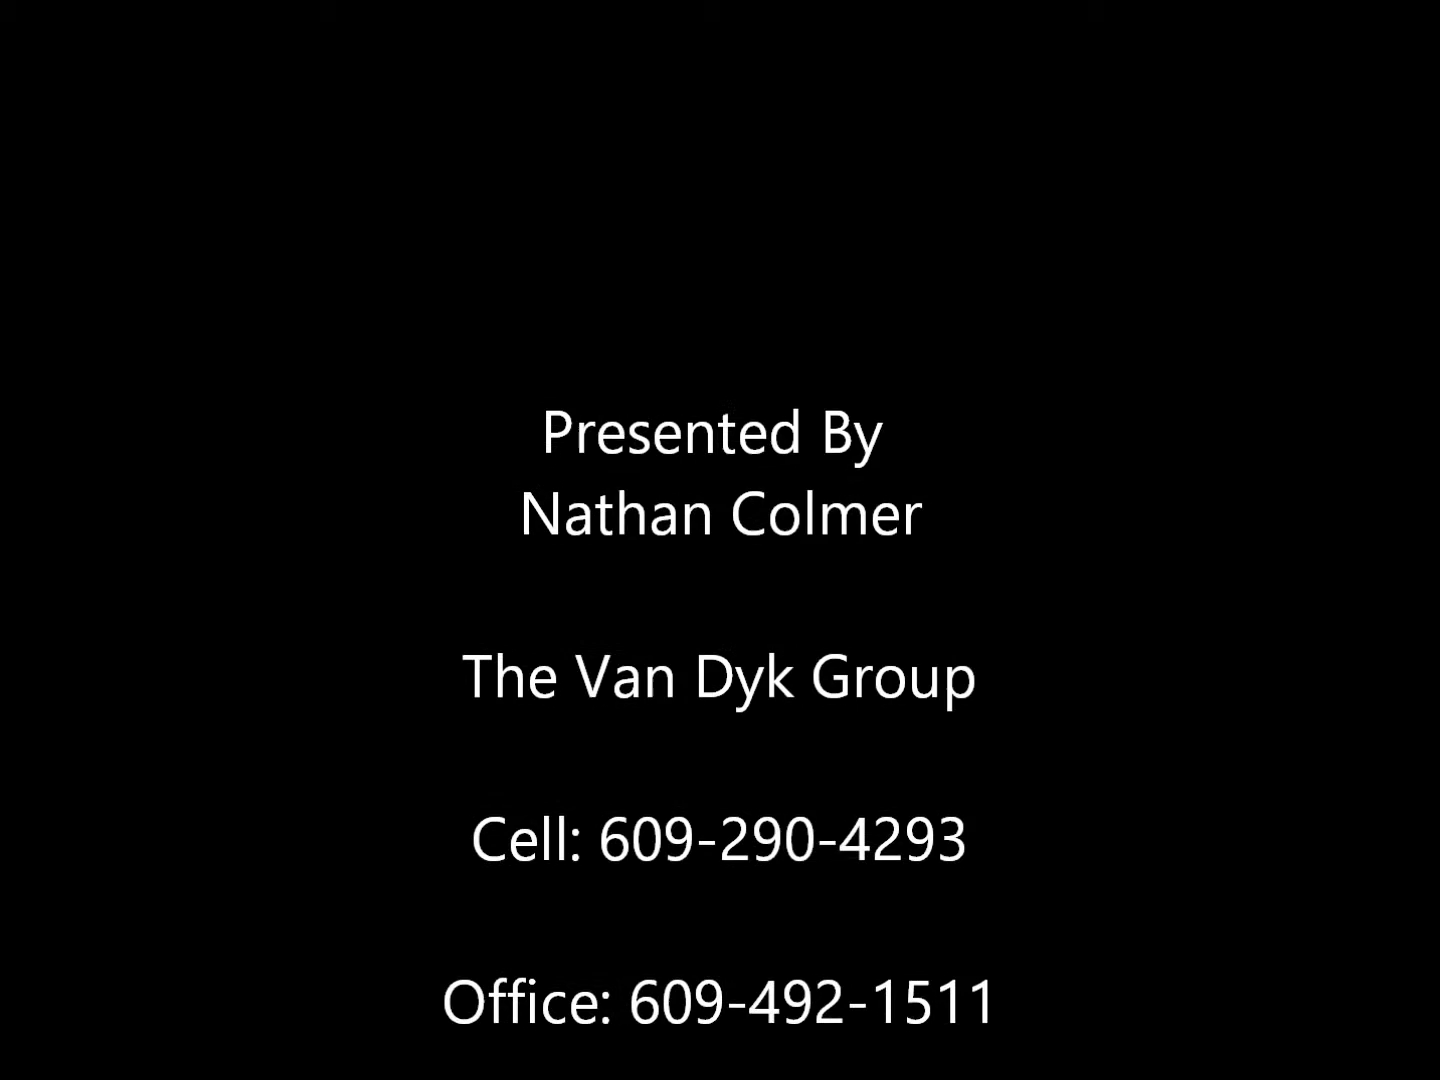 Presented By
Nathan Colmer
The Van Dyk Group
Cell: 609-290-4293
Office: 609-492-1511